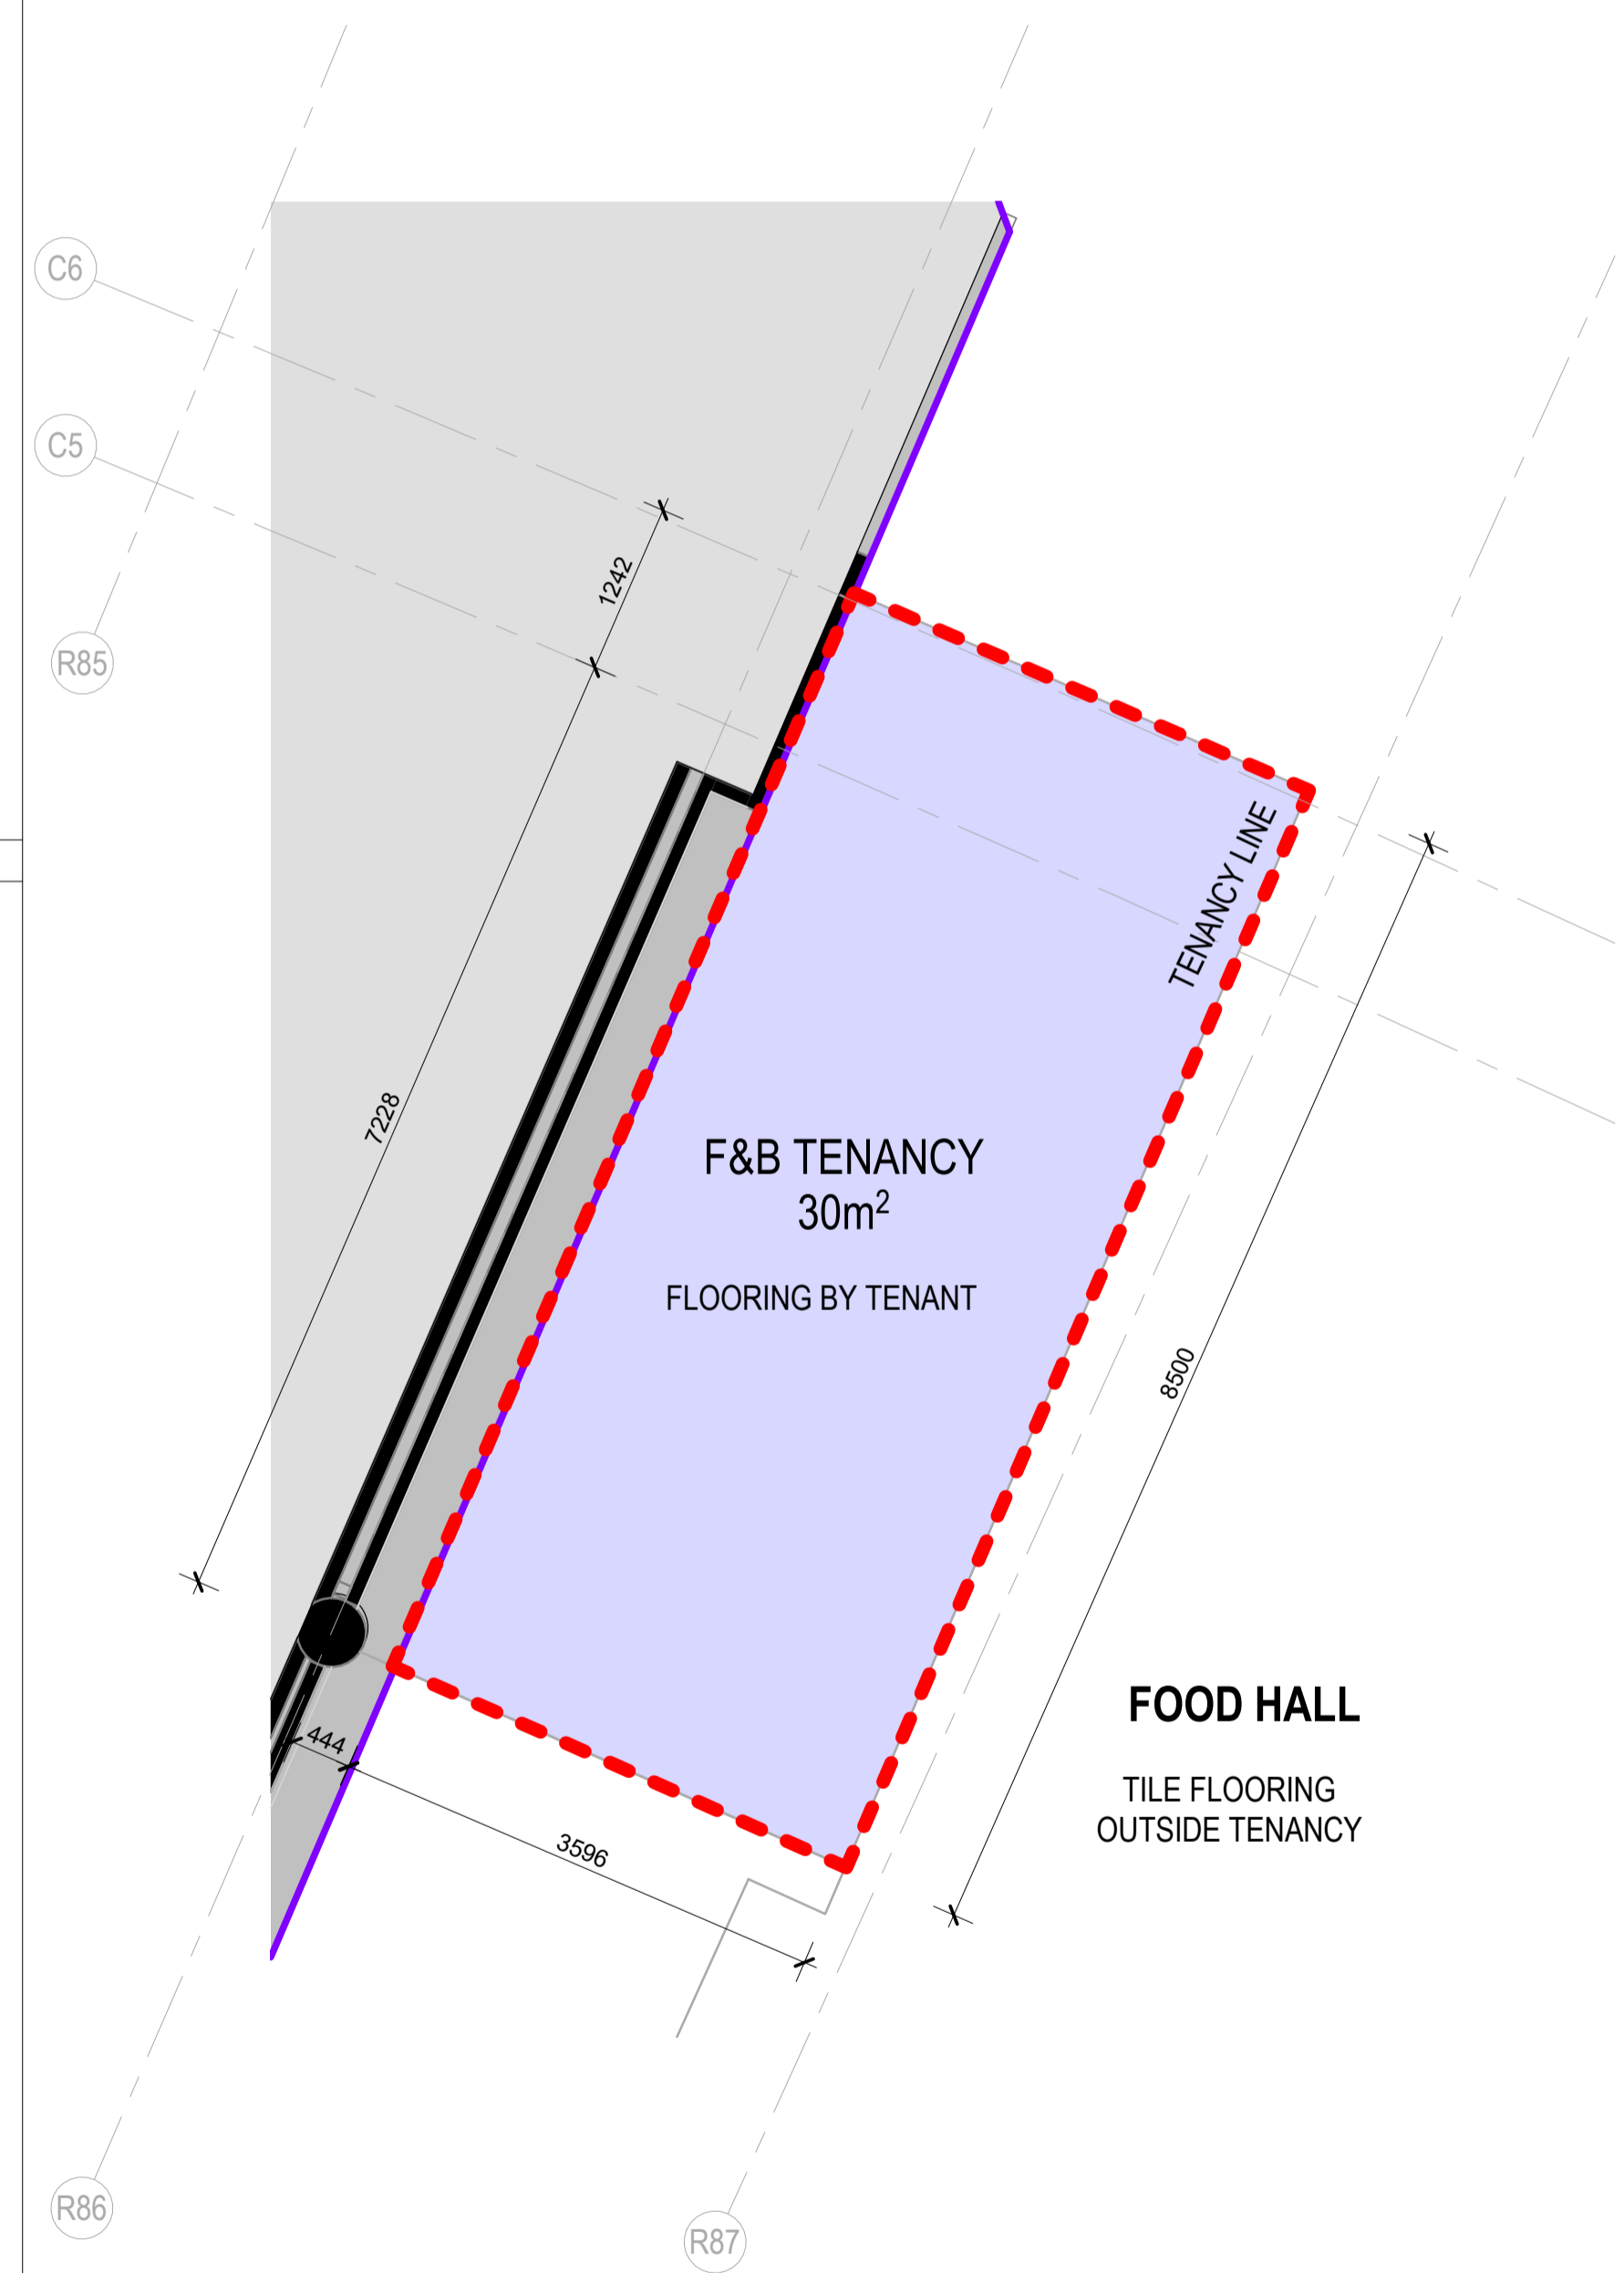 C6
C5
1242
R85
TENANCY LINE
7228
F&B TENANCY
30m²
FLOORING BY TENANT
8500
FOOD HALL
444
TILE FLOORING
OUTSIDE TENANCY
3596
R86
R87